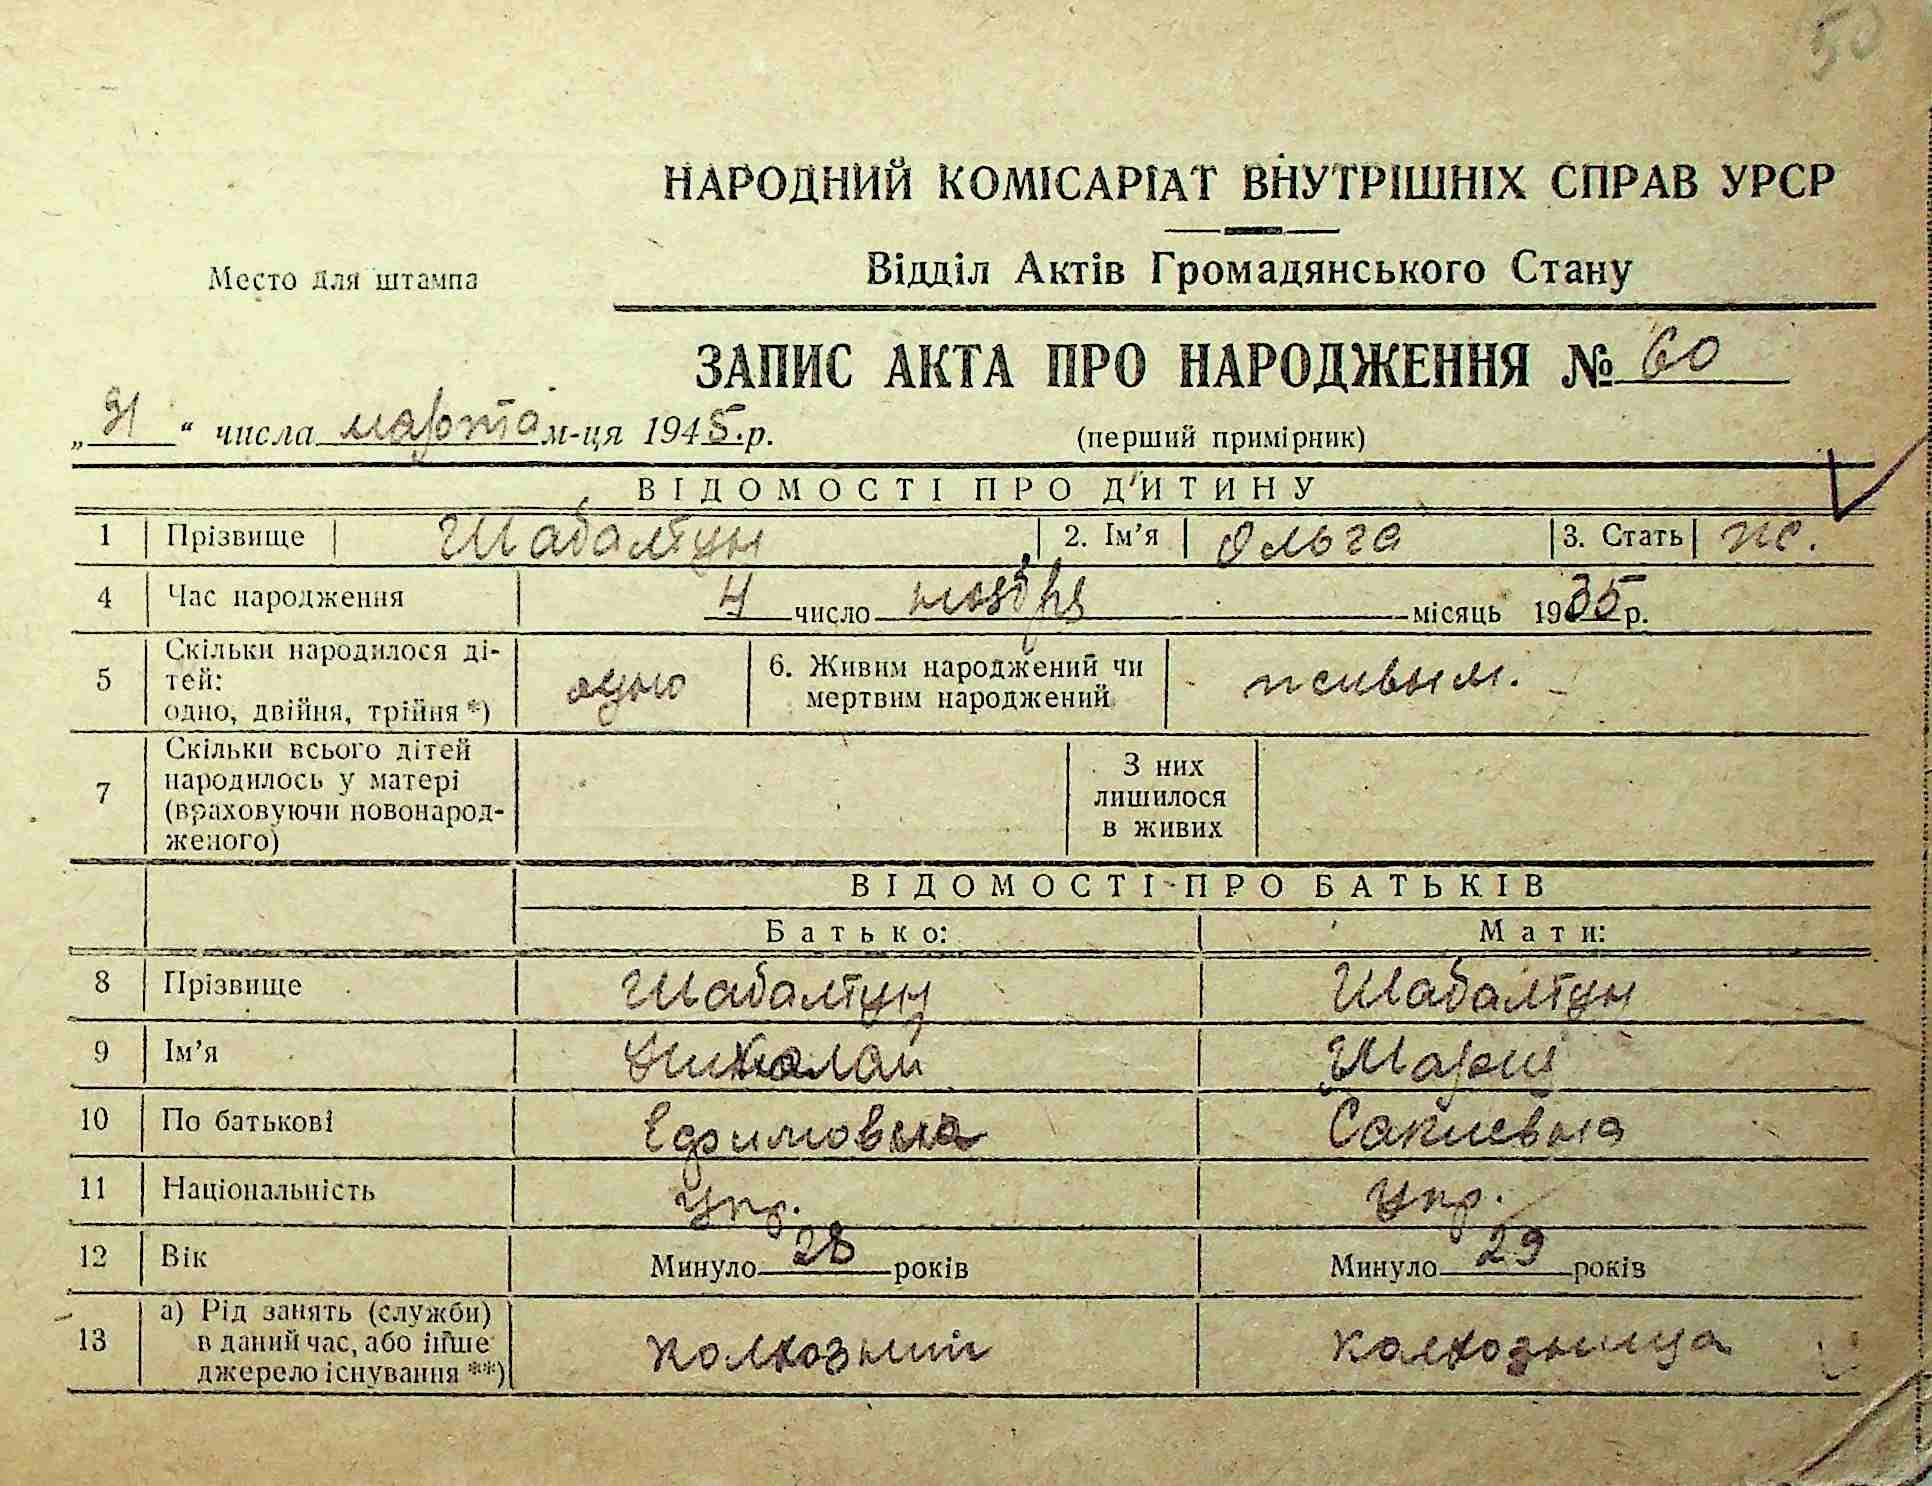 50
НАРОДНИЙ КОМІСАРІАТ ВНУТРІШНІХ СПРАВ УРСР
Место для штампа
Відділ Актів Громадянського Стану
ЗАПИС АКТА ПРО НАРОДЖЕННЯ № 60
„ “ числа марта м-ця 1945.р.
(перший примірник)
ВІДОМОСТІ ПРО ДИТИНУ
1 Прізвище Шабалтун 2. Ім'я Ольга 3. Стать ж.
4 Час народження 4 число ноября місяць 1935 р.
5 Скільки народилося ді-
тей:
одно, двійня, трійня *) одно 6. Живим народжений чи
мертвим народжений живым.
7 Скільки всього дітей
народилось у матері
(враховуючи новонарод-
женого)
З них
лишилося
в живих
ВІДОМОСТІ ПРО БАТЬКІВ
Батько: Мати:
8 Прізвище Шабалтун Шабалтун
9 Ім'я Николай Мария
10 По батькові Ефимовна
11 Національність Укр. Укр.
12 Вік Минуло 28 років Минуло 29 років
13 а) Рід занять (служби)
в даний час, або інше
джерело існування **) колхозник колхозница